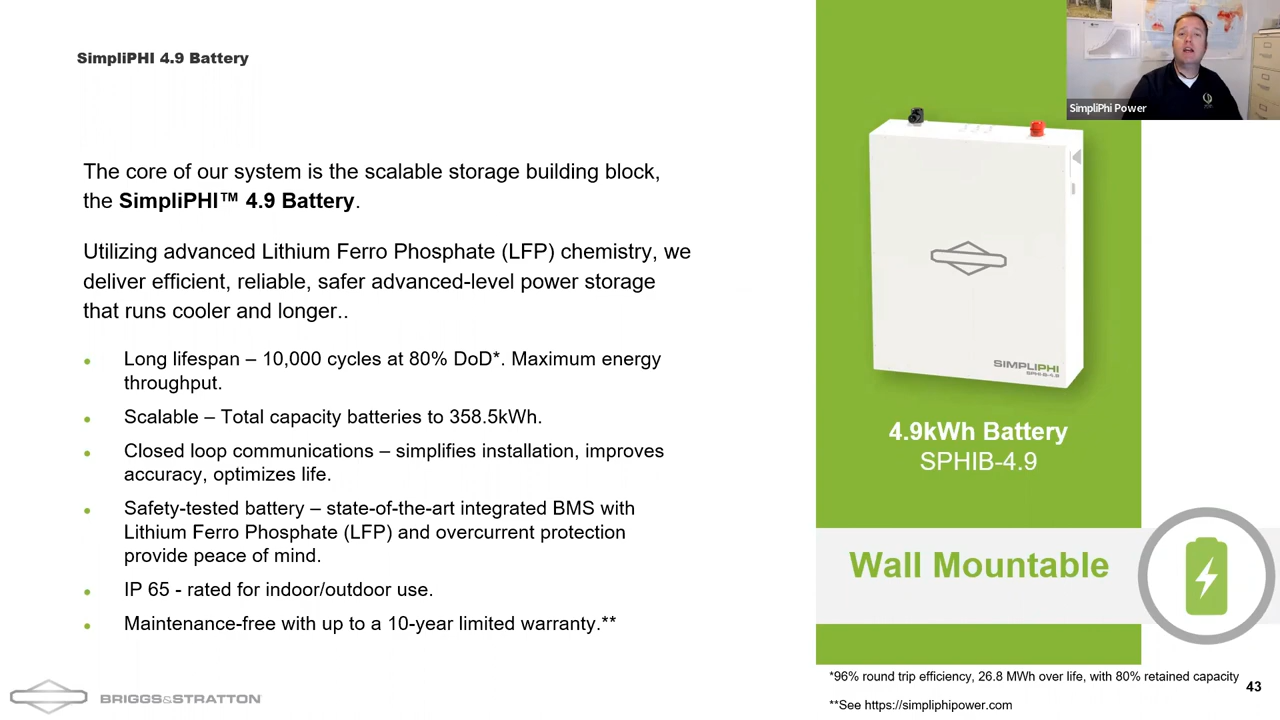 SimpliPHI 4.9 Battery
SimpliPhi Power
The core of our system is the scalable storage building block,
the SimpliPHI™ 4.9 Battery.
Utilizing advanced Lithium Ferro Phosphate (LFP) chemistry, we
deliver efficient, reliable, safer advanced-level power storage
that runs cooler and longer..
• Long lifespan – 10,000 cycles at 80% DoD*. Maximum energy
throughput.
• Scalable – Total capacity batteries to 358.5kWh.
• Closed loop communications – simplifies installation, improves
accuracy, optimizes life.
• Safety-tested battery – state-of-the-art integrated BMS with
Lithium Ferro Phosphate (LFP) and overcurrent protection
provide peace of mind.
• IP 65 - rated for indoor/outdoor use.
• Maintenance-free with up to a 10-year limited warranty.**
SIMPLIPHI
SPHIB-4.9
4.9kWh Battery
SPHIB-4.9
Wall Mountable
*96% round trip efficiency, 26.8 MWh over life, with 80% retained capacity
**See https://simpliphipower.com
43
BRIGGS&STRATTON